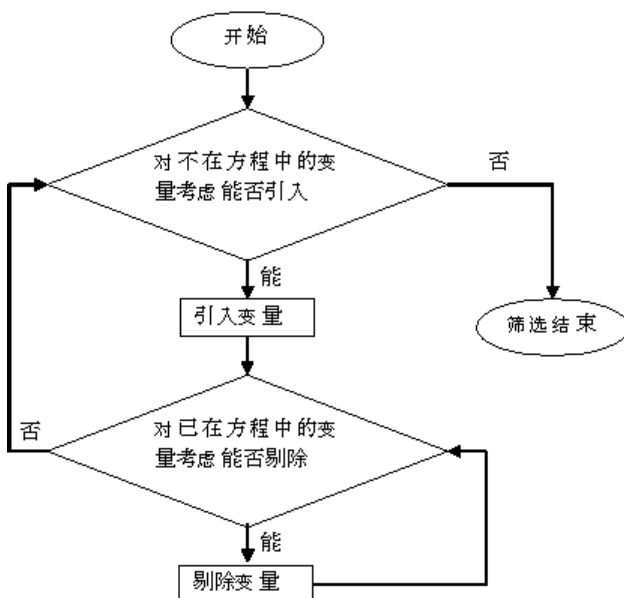 开始
对不在方程中的变
量考虑能否引入
否
能
引入变量
筛选结束
对已在方程中的变
量考虑能否剔除
否
能
剔除变量